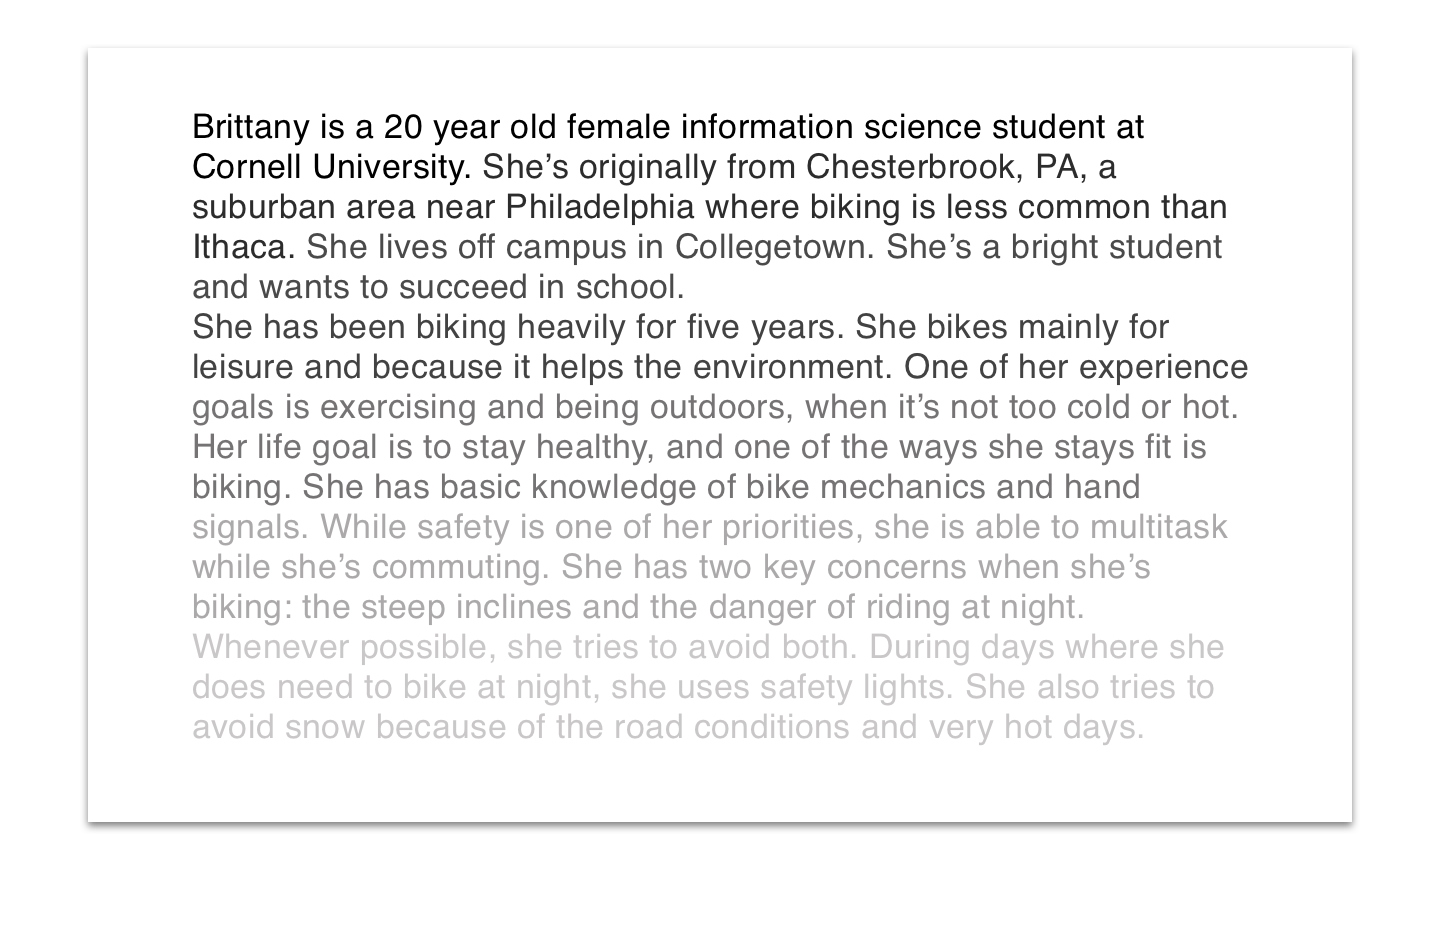 Brittany is a 20 year old female information science student at
Cornell University. She’s originally from Chesterbrook, PA, a
suburban area near Philadelphia where biking is less common than
Ithaca. She lives off campus in Collegetown. She’s a bright student
and wants to succeed in school.
She has been biking heavily for five years. She bikes mainly for
leisure and because it helps the environment. One of her experience
goals is exercising and being outdoors, when it’s not too cold or hot.
Her life goal is to stay healthy, and one of the ways she stays fit is
biking. She has basic knowledge of bike mechanics and hand
signals. While safety is one of her priorities, she is able to multitask
while she’s commuting. She has two key concerns when she’s
biking: the steep inclines and the danger of riding at night.
Whenever possible, she tries to avoid both. During days where she
does need to bike at night, she uses safety lights. She also tries to
avoid snow because of the road conditions and very hot days.